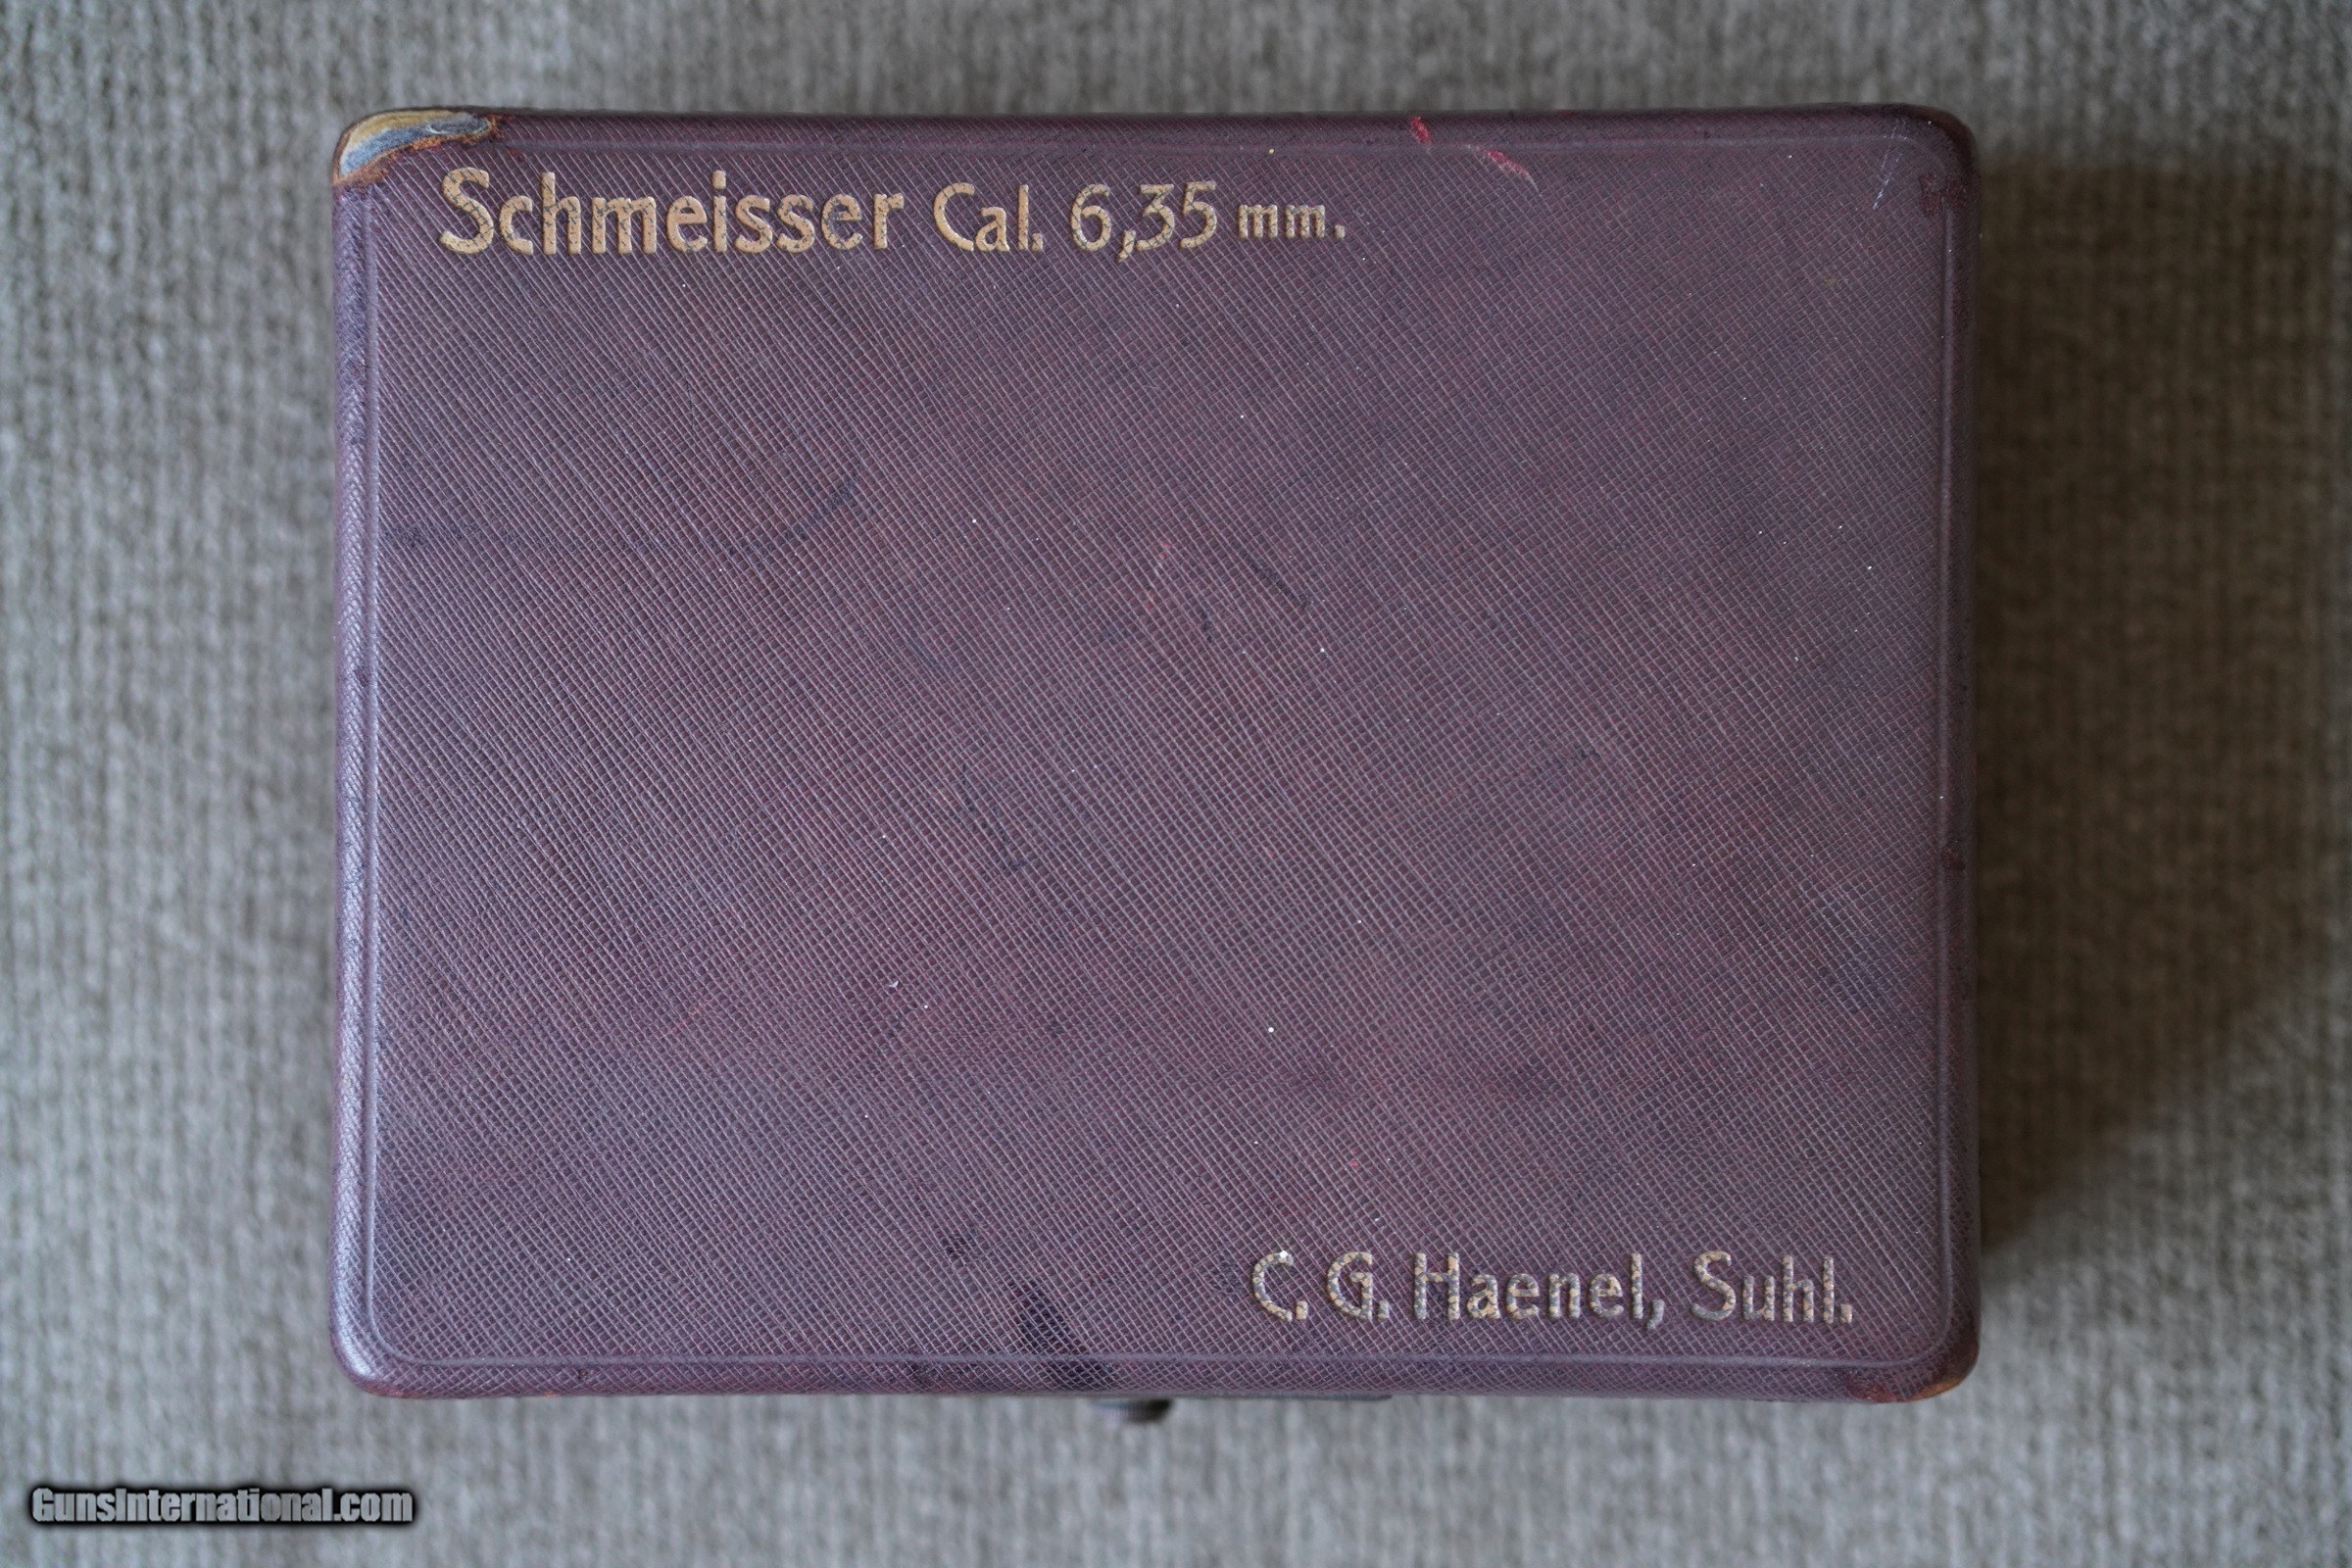 Schmeisser Cal. 6,35 mm.
C. G. Haenel, Suhl.
GunsInternational.com